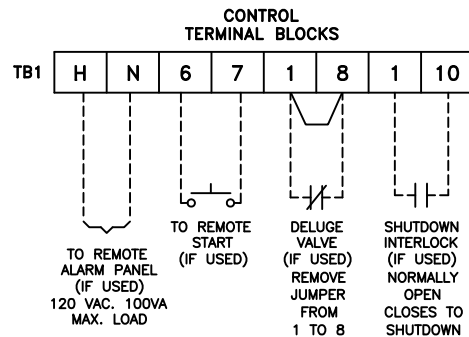 CONTROL
TERMINAL BLOCKS
TB1 H N 6 7 1 8 1 10
TO REMOTE
ALARM PANEL
(IF USED)
120 VAC. 100VA
MAX. LOAD
TO REMOTE
START
(IF USED)
DELUGE
VALVE
(IF USED)
REMOVE
JUMPER
FROM
1 TO 8
SHUTDOWN
INTERLOCK
(IF USED)
NORMALLY
OPEN
CLOSES TO
SHUTDOWN